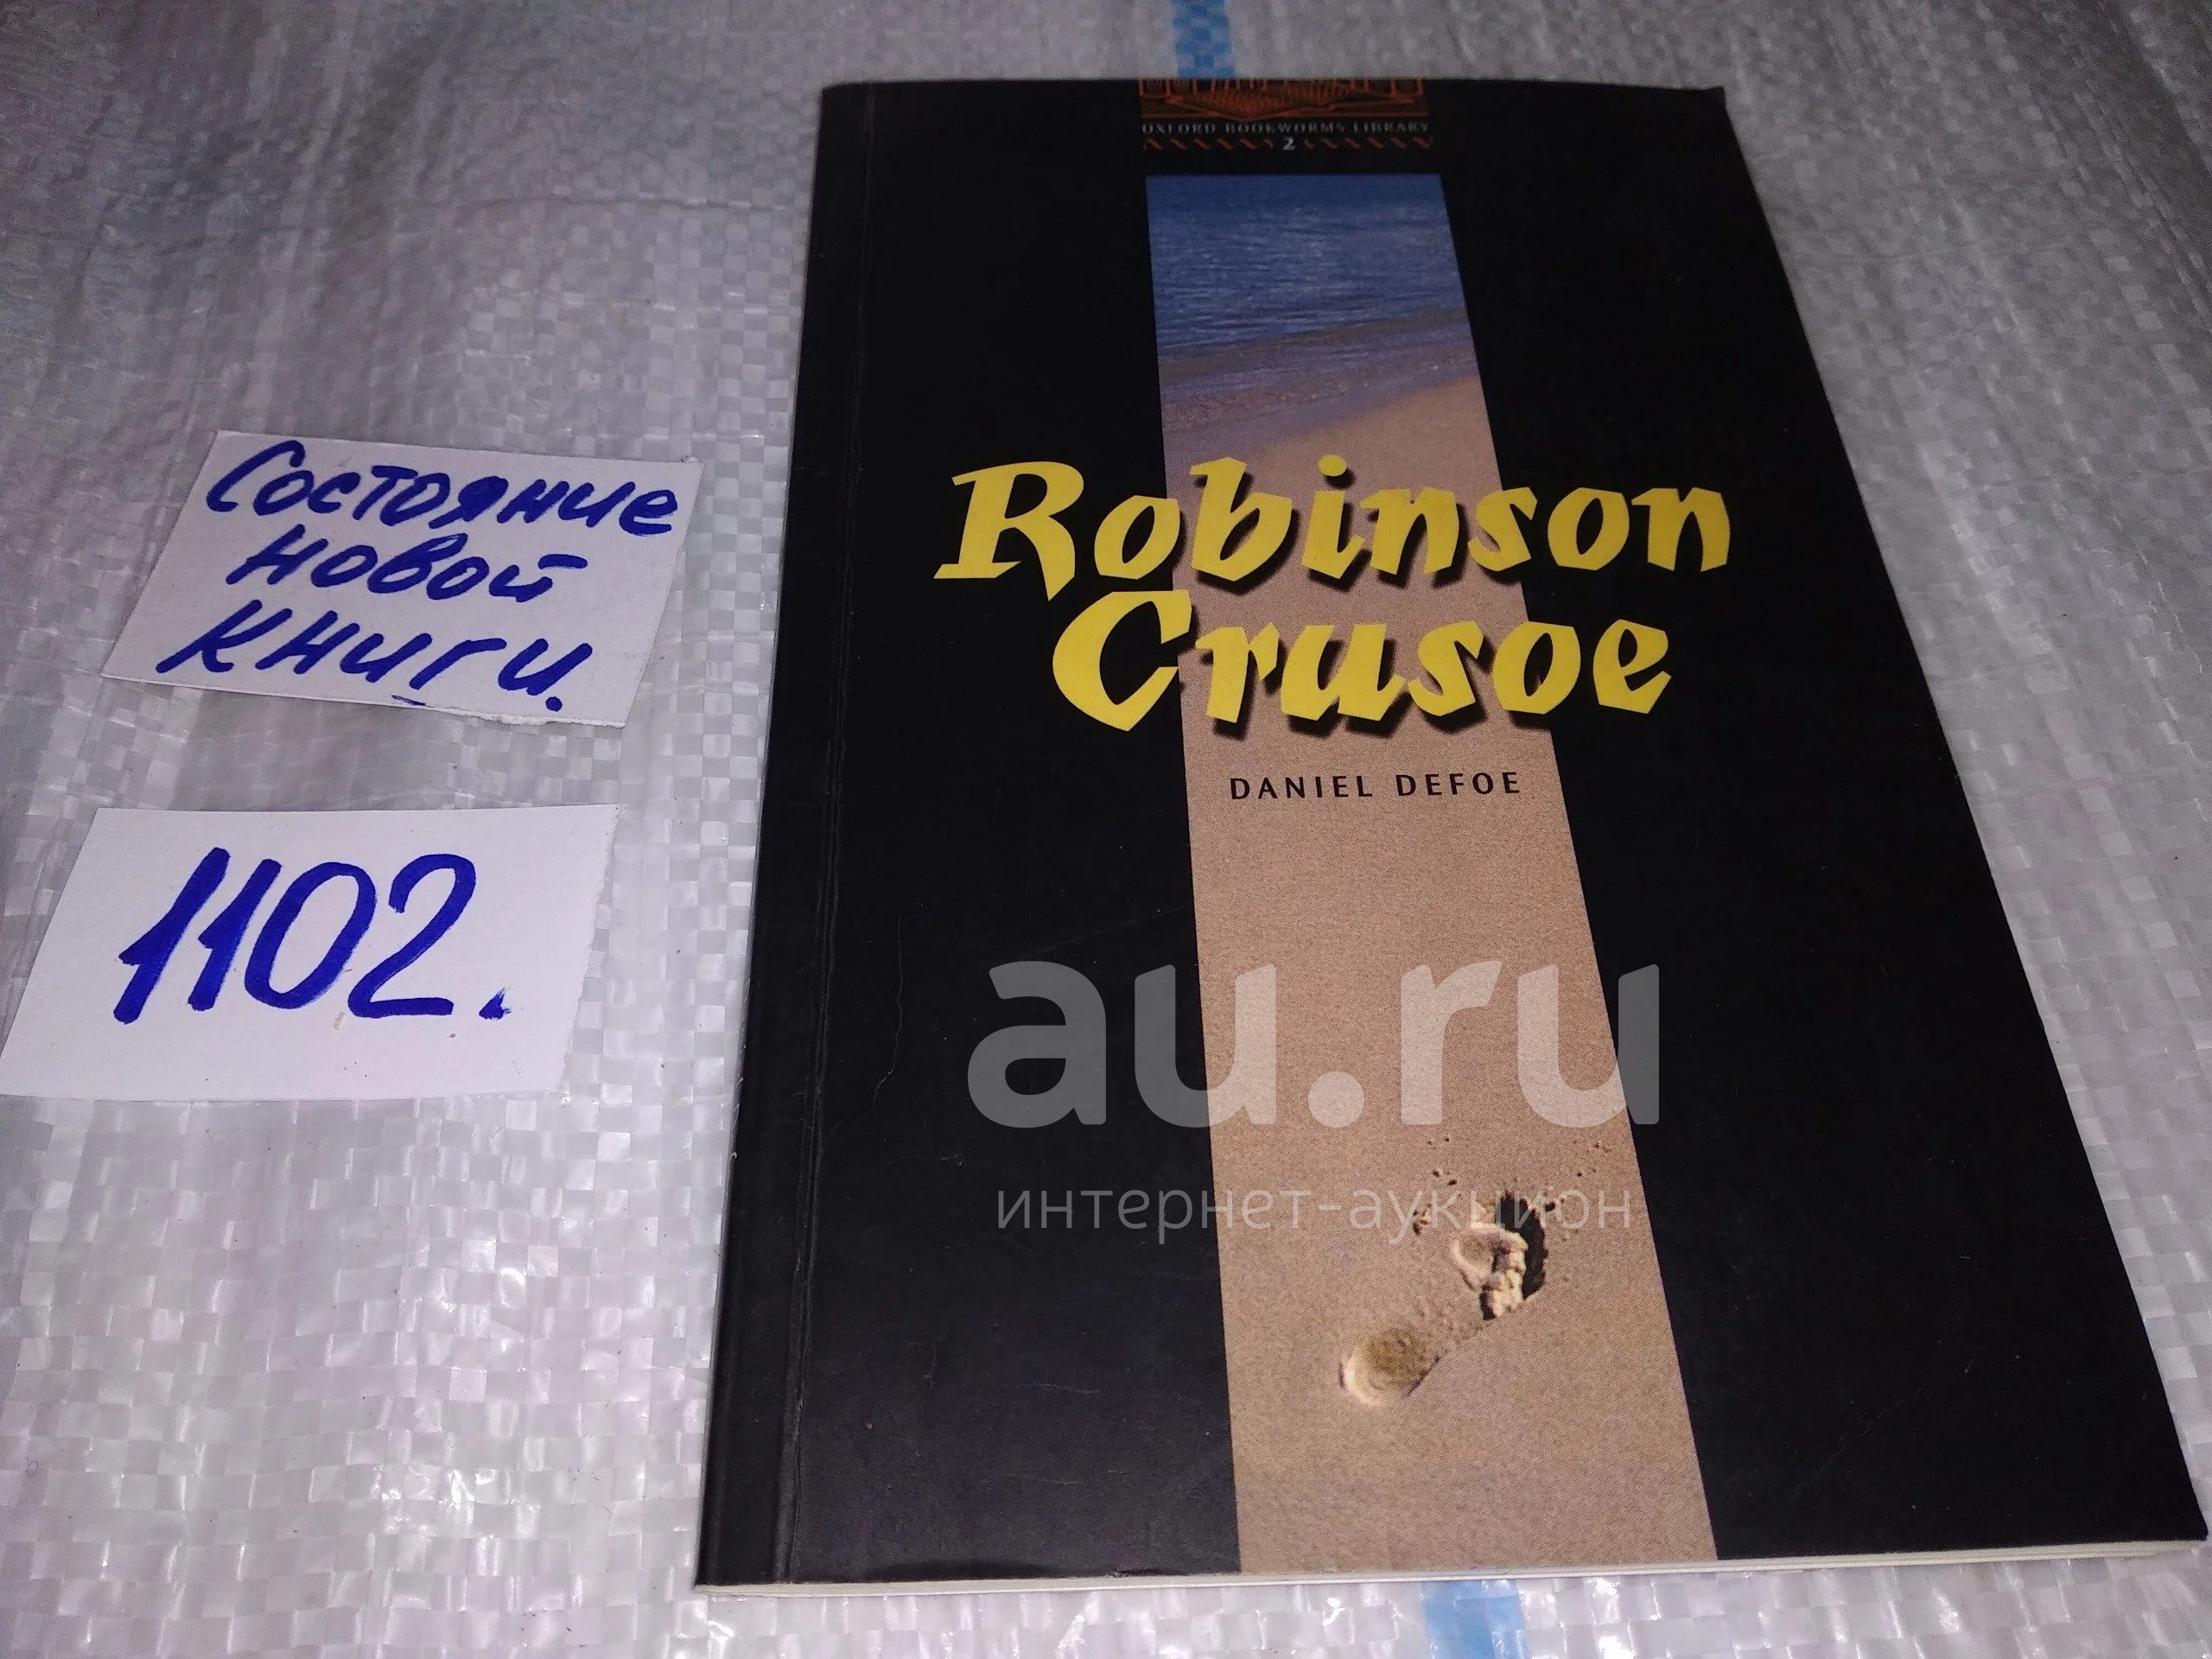 OXFORD BOOKWORMS LIBRARY
2
Robinson
Crusoe
DANIEL DEFOE
Состояние
новой
книги.
1102.
au.ru
интернет-аукцион